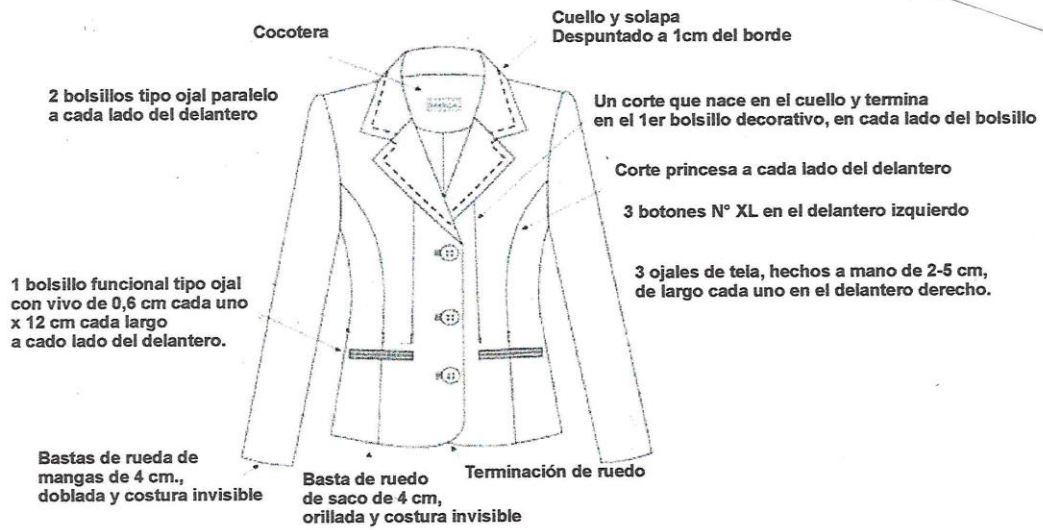 Cocotera
Cuello y solapa
Despuntado a 1cm del borde
2 bolsillos tipo ojal paralelo
a cada lado del delantero
Un corte que nace en el cuello y termina
en el 1er bolsillo decorativo, en cada lado del bolsillo
Corte princesa a cada lado del delantero
3 botones N° XL en el delantero izquierdo
1 bolsillo funcional tipo ojal
con vivo de 0,6 cm cada uno
x 12 cm cada largo
a cado lado del delantero.
3 ojales de tela, hechos a mano de 2-5 cm,
de largo cada uno en el delantero derecho.
Bastas de rueda de
mangas de 4 cm.,
doblada y costura invisible
Basta de ruedo
de saco de 4 cm,
orillada y costura invisible
Terminación de ruedo